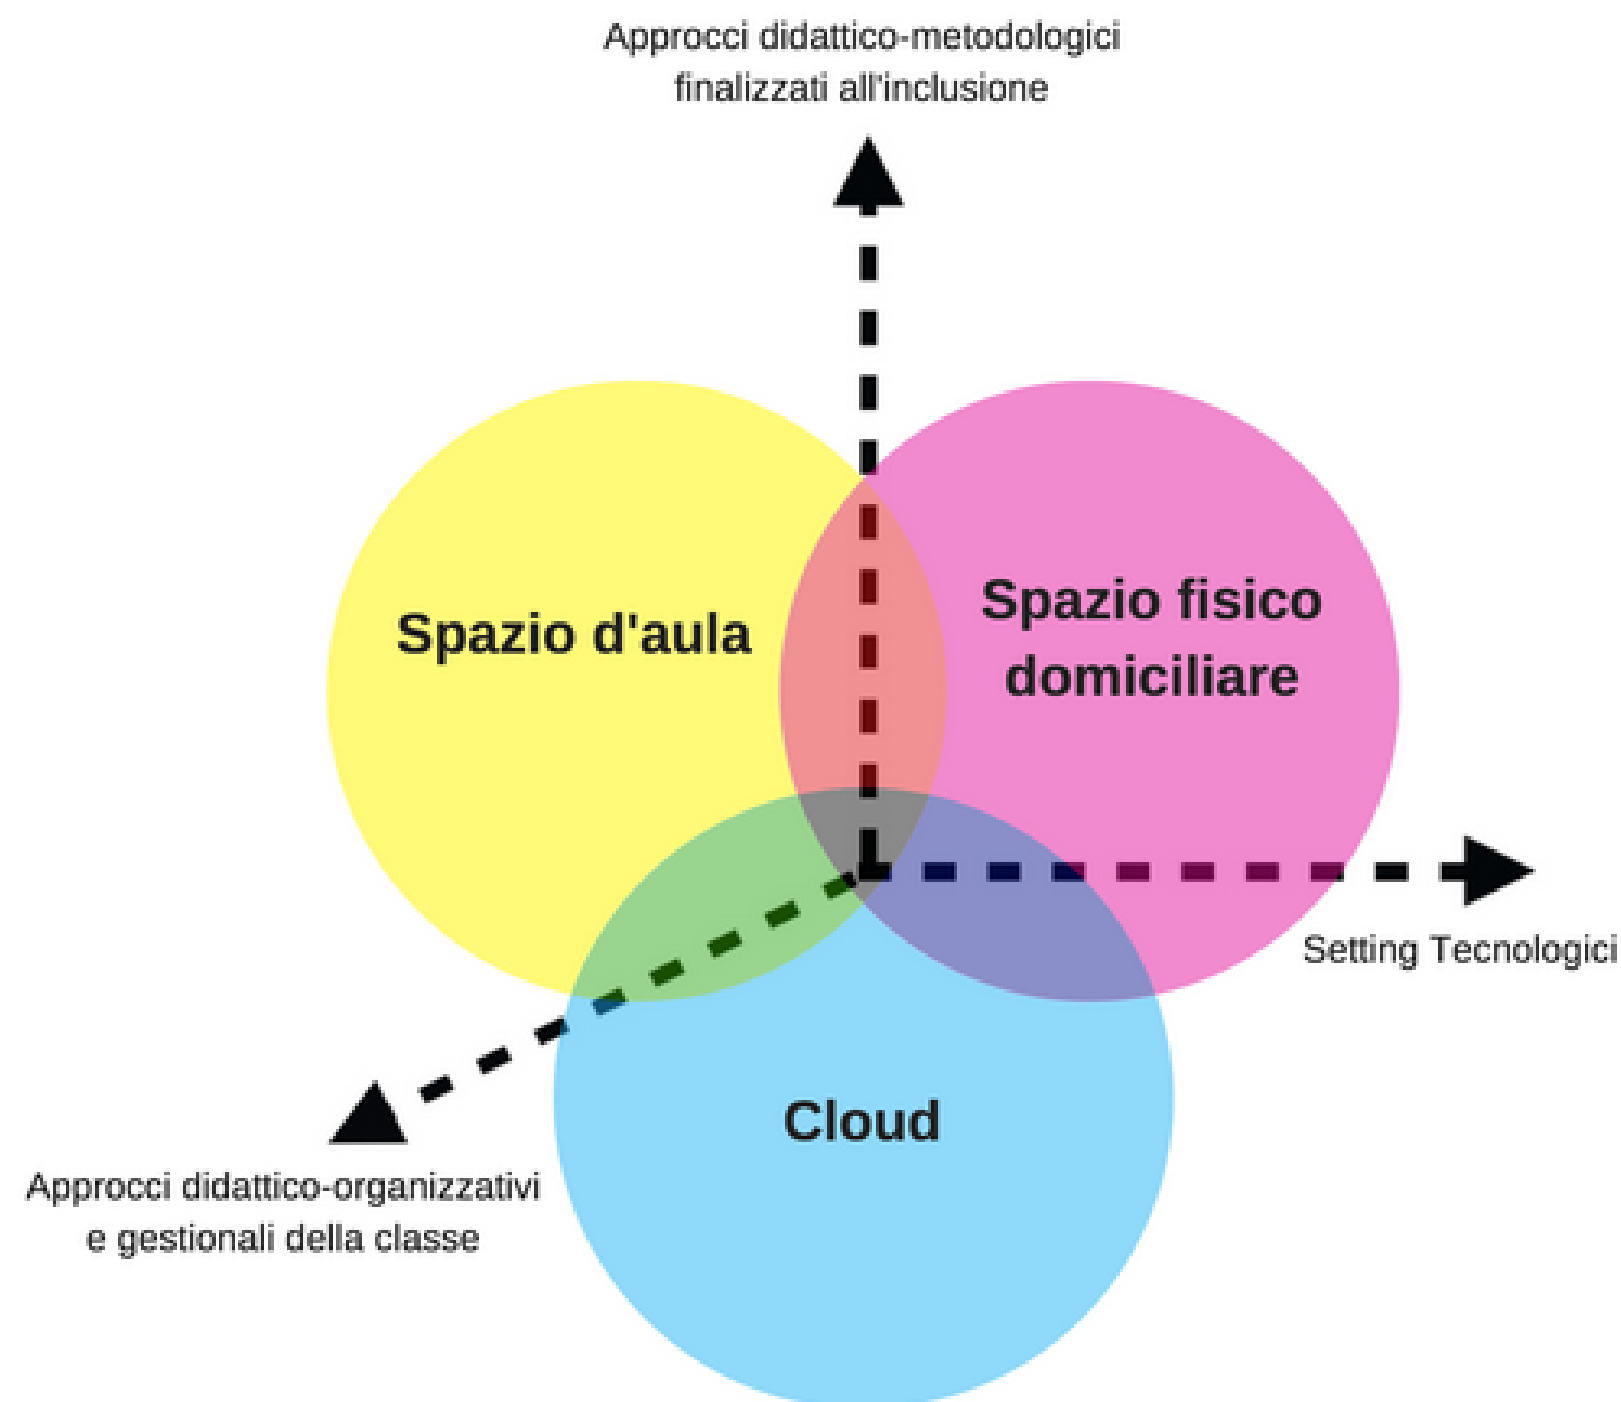 Approcci didattico-metodologici
finalizzati all'inclusione
Spazio d'aula
Spazio fisico
domiciliare
Setting Tecnologici
Cloud
Approcci didattico-organizzativi
e gestionali della classe